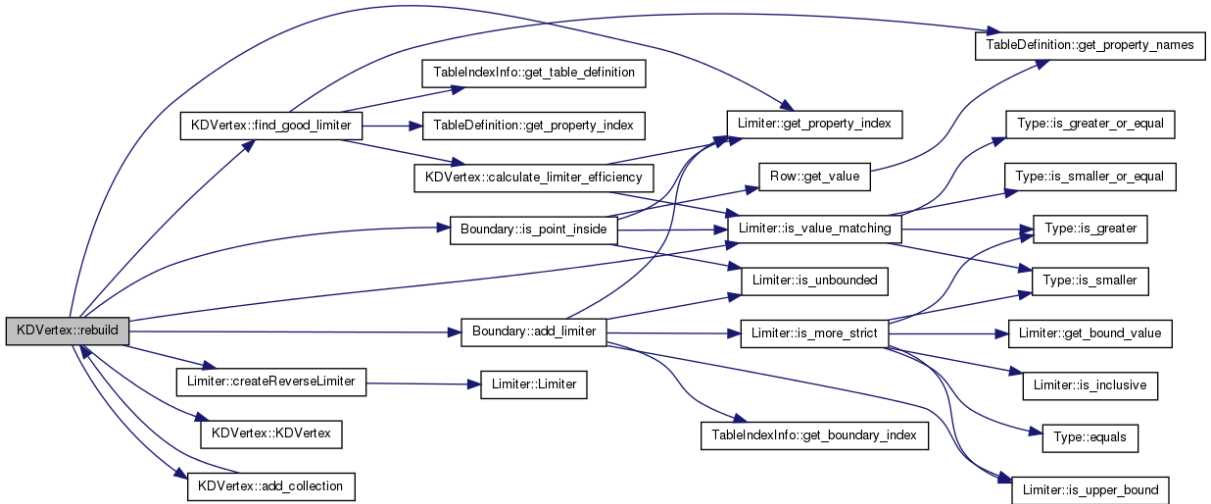 TableDefinition::get_property_names
TableIndexInfo::get_table_definition
KDVertex::find_good_limiter
TableDefinition::get_property_index
Limiter::get_property_index
Type::is_greater_or_equal
KDVertex::calculate_limiter_efficiency
Row::get_value
Type::is_smaller_or_equal
Boundary::is_point_inside
Limiter::is_value_matching
Type::is_greater
Limiter::is_unbounded
Type::is_smaller
KDVertex::rebuild
Boundary::add_limiter
Limiter::is_more_strict
Limiter::get_bound_value
Limiter::createReverseLimiter
Limiter::Limiter
Limiter::is_inclusive
KDVertex::KDVertex
TableIndexInfo::get_boundary_index
Type::equals
KDVertex::add_collection
Limiter::is_upper_bound